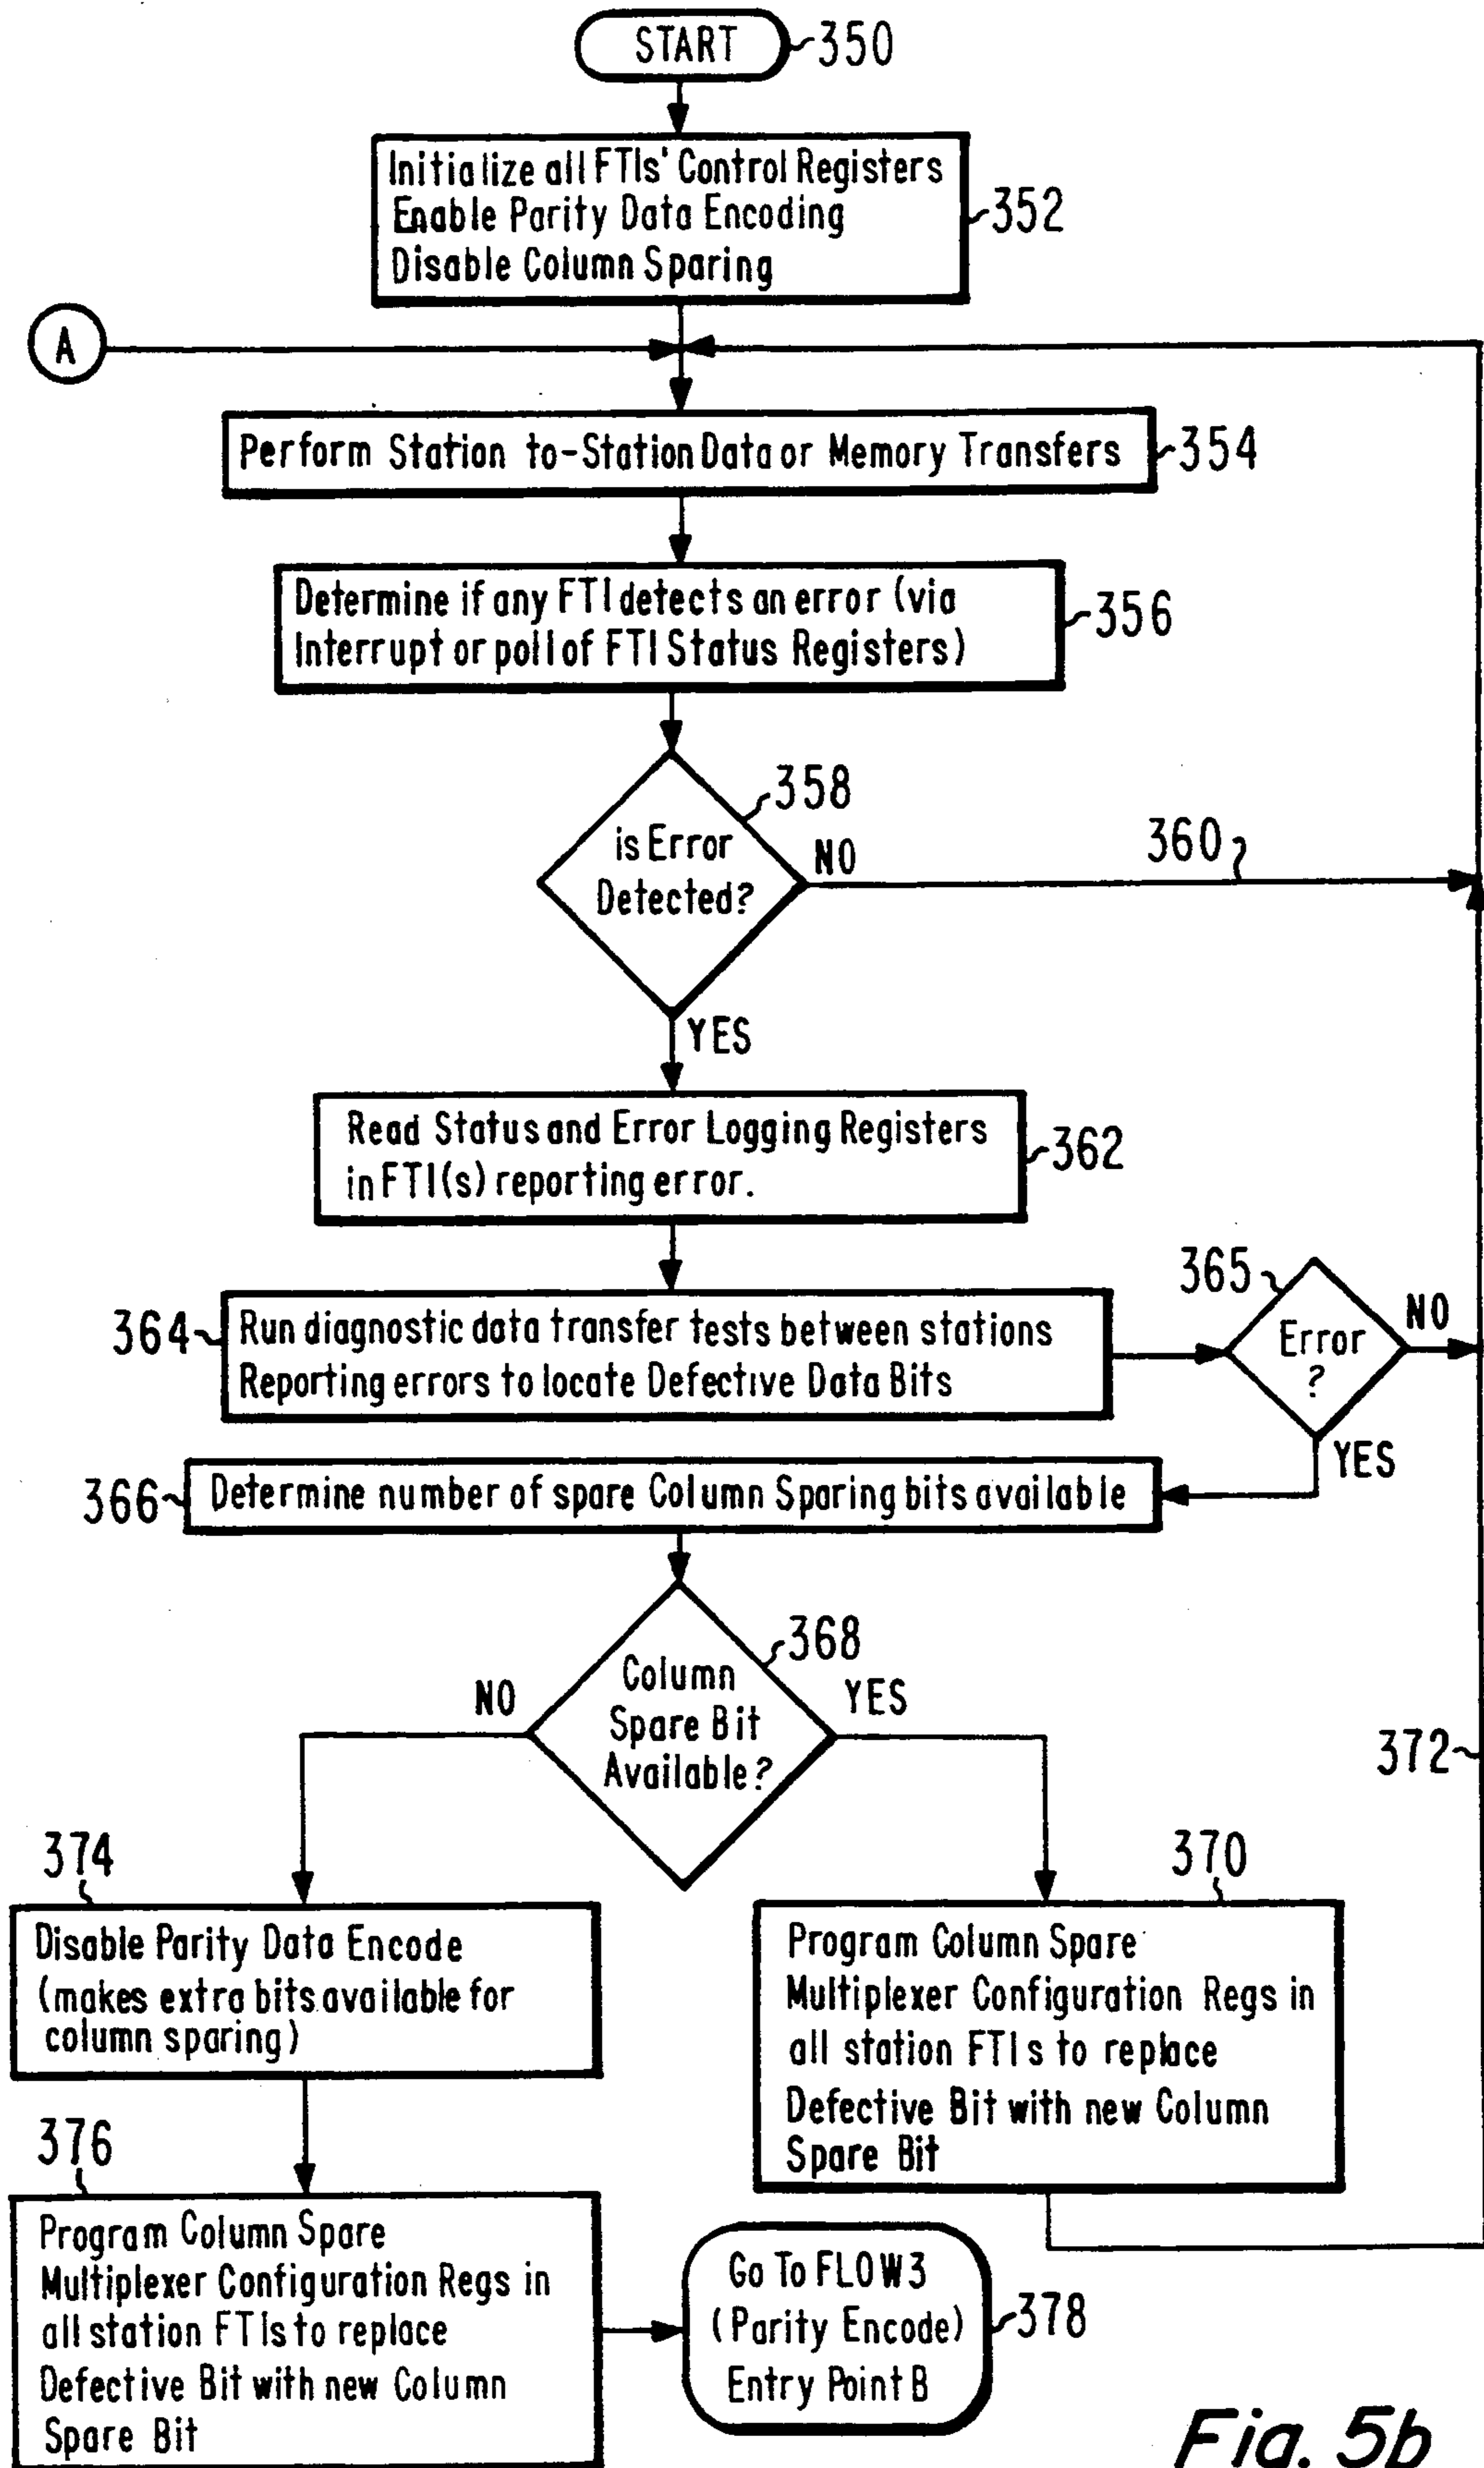 START
350
Initialize all FTIs' Control Registers
Enable Parity Data Encoding
Disable Column Sparing
352
A
Perform Station to-Station Data or Memory Transfers
354
Determine if any FTI detects an error (via
Interrupt or poll of FTI Status Registers)
356
358
is Error
Detected?
NO
360
YES
Read Status and Error Logging Registers
in FTI(s) reporting error.
362
364
Run diagnostic data transfer tests between stations
Reporting errors to locate Defective Data Bits
365
Error
?
NO
YES
366
Determine number of spare Column Sparing bits available
368
Column
Spare Bit
Available?
NO
YES
372
374
Disable Parity Data Encode
(makes extra bits available for
column sparing)
370
Program Column Spare
Multiplexer Configuration Regs in
all station FTIs to replace
Defective Bit with new Column
Spare Bit
376
Program Column Spare
Multiplexer Configuration Regs in
all station FTIs to replace
Defective Bit with new Column
Spare Bit
Go To FLOW3
(Parity Encode)
Entry Point B
378
Fig. 5b